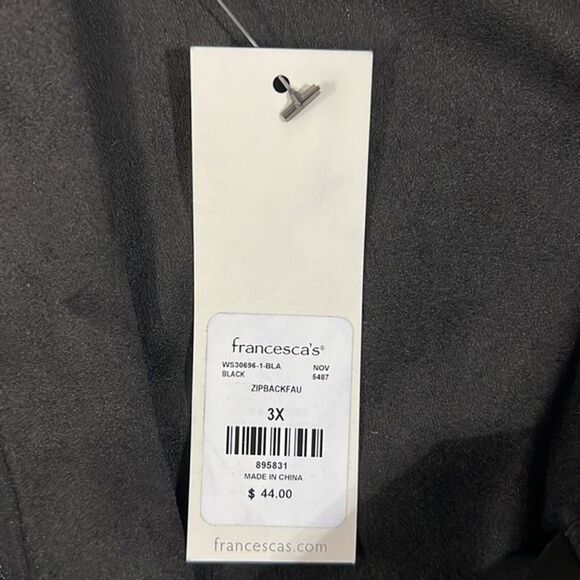 francesca's®
WS30696-1-BLA NOV
BLACK 5487
ZIPBACKFAU
3X
895831
MADE IN CHINA
$ 44.00
francescas.com